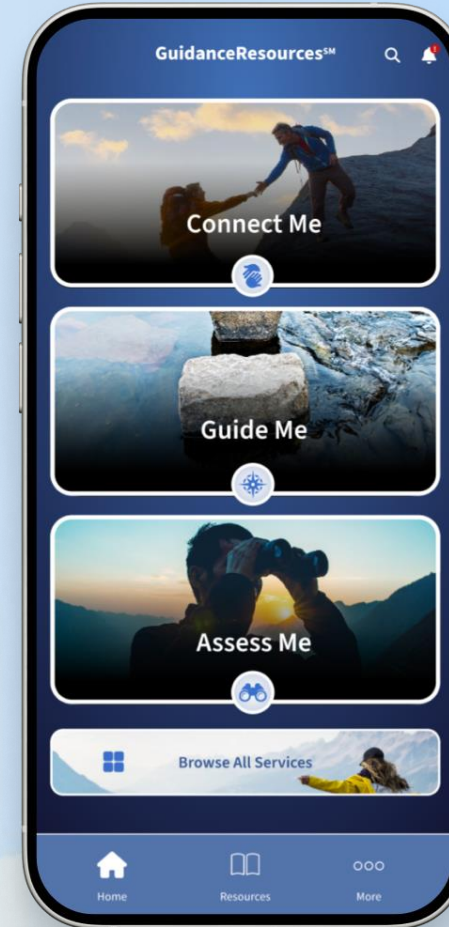 GuidanceResources℠
Connect Me
Guide Me
Assess Me
Browse All Services
Home
Resources
More